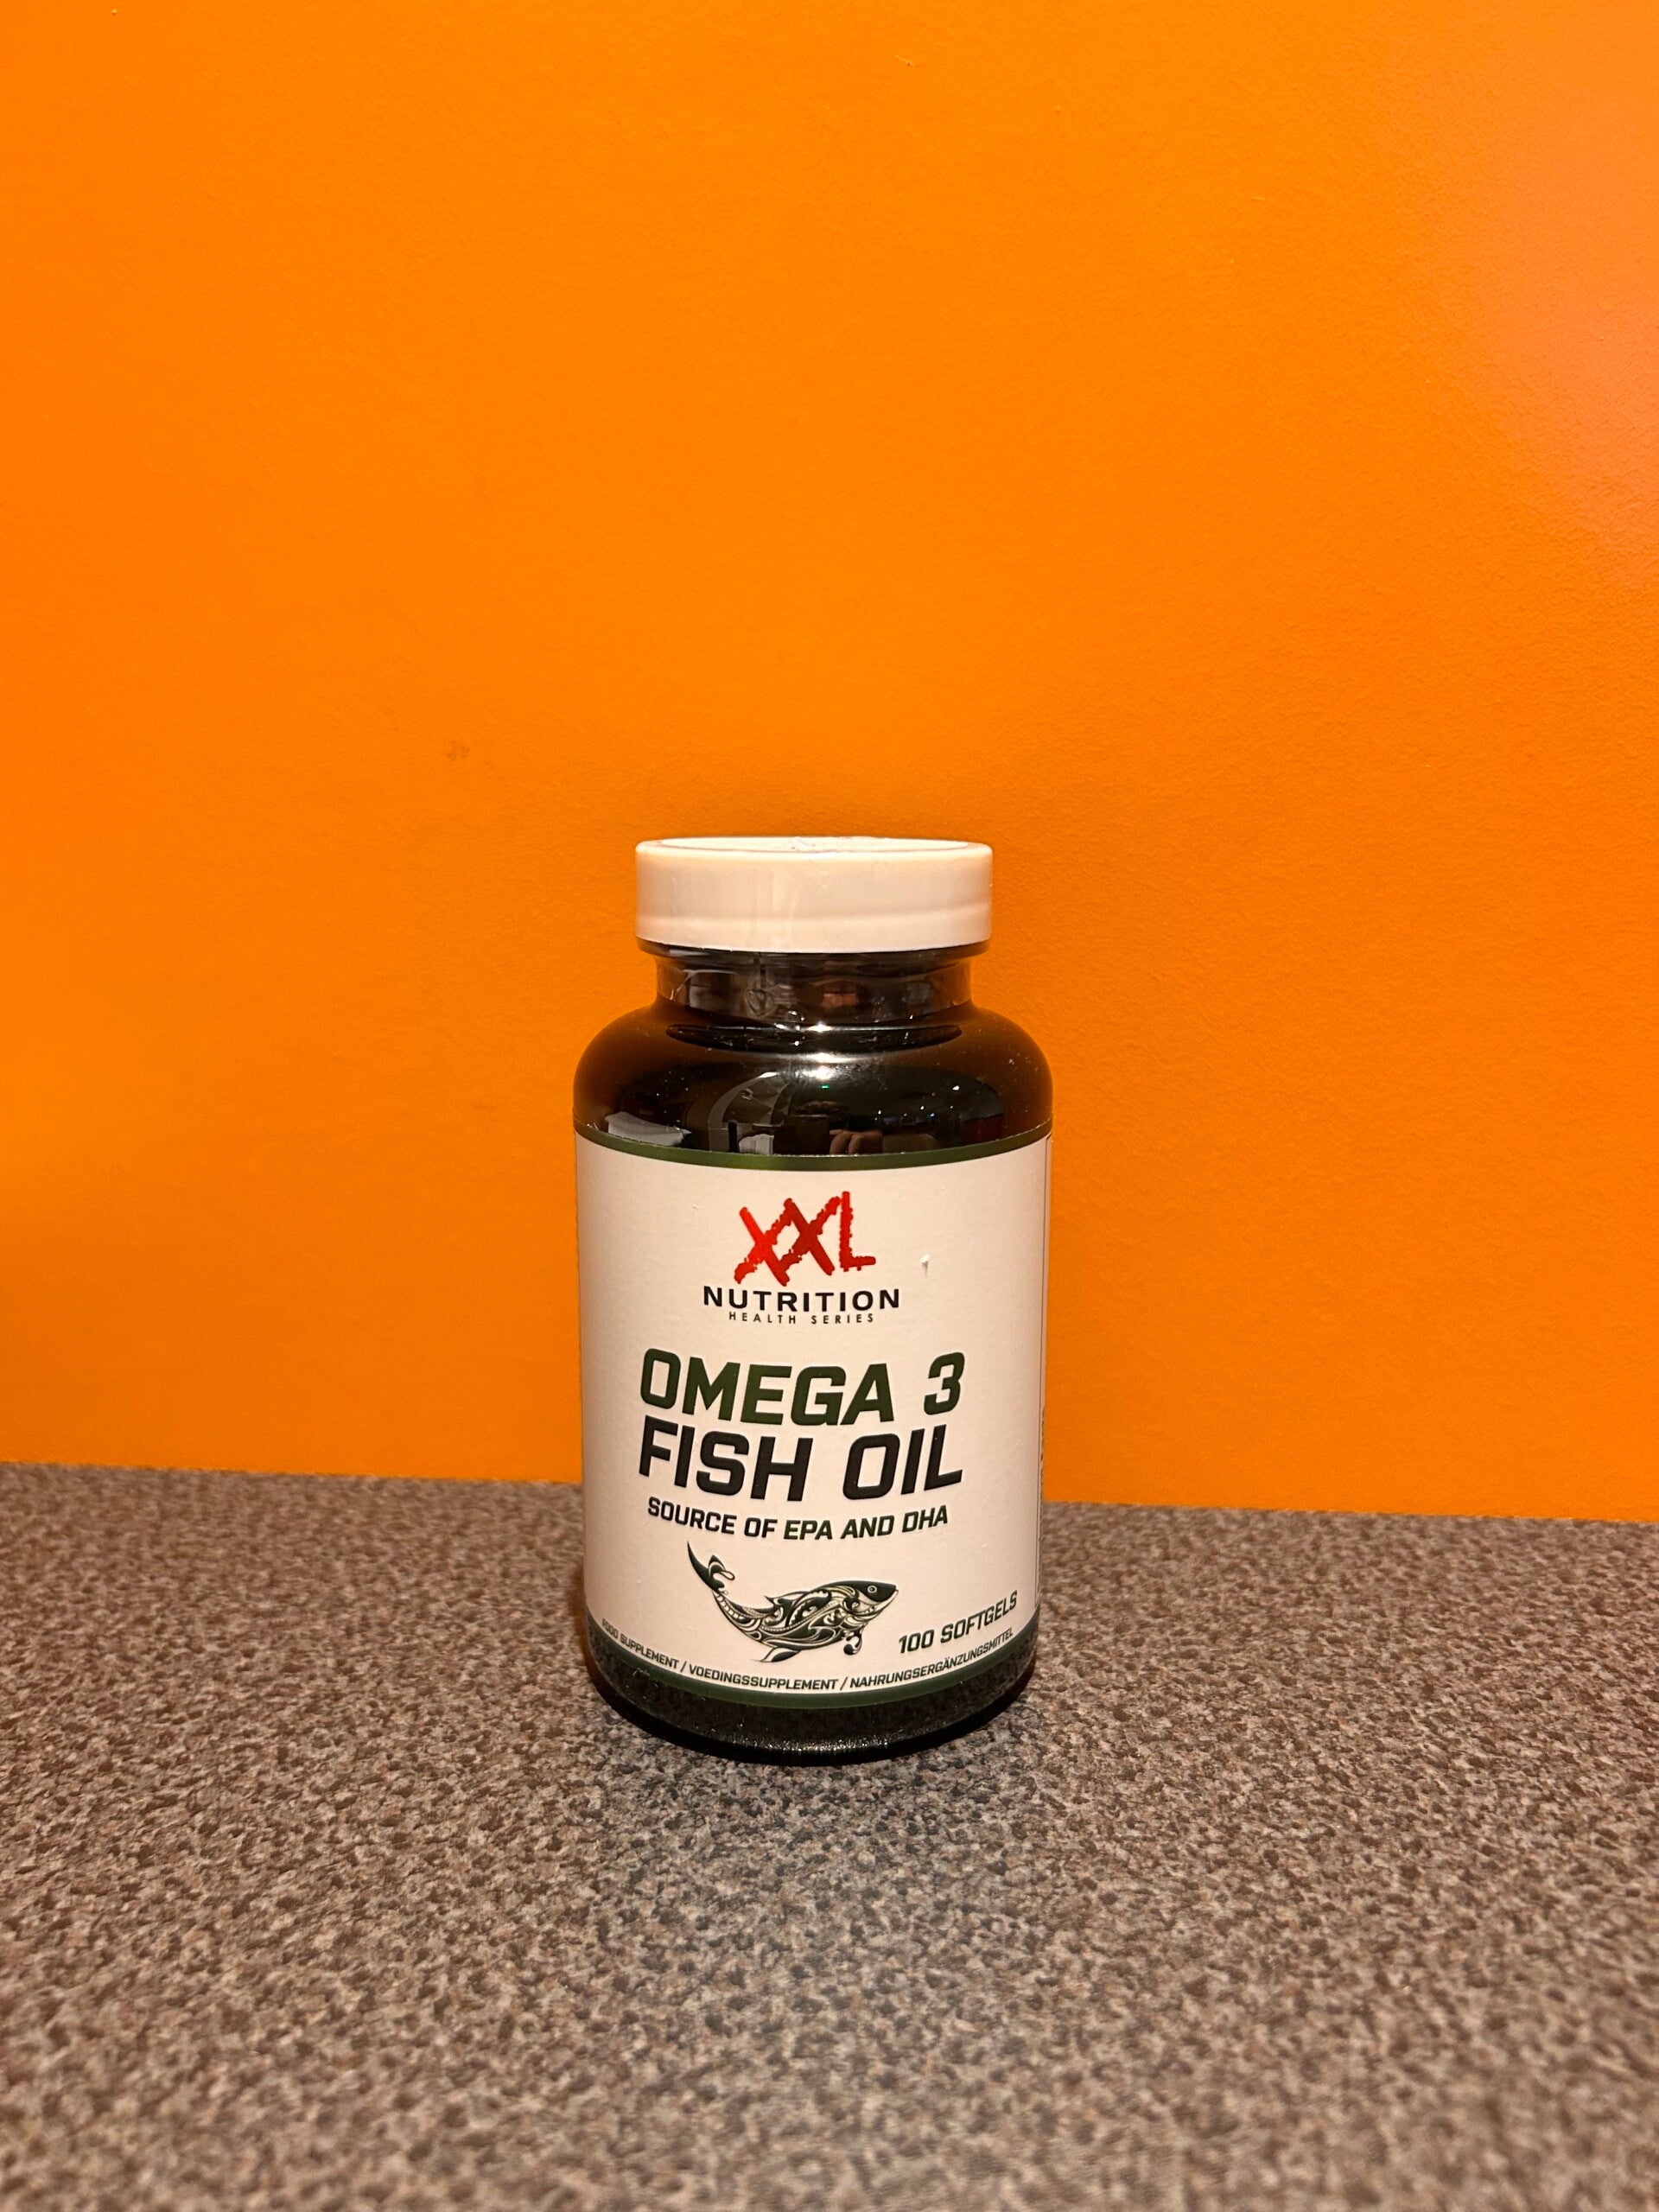 XXL
NUTRITION
HEALTH SERIES
OMEGA 3
FISH OIL
SOURCE OF EPA AND DHA
100 SOFTGELS
FOOD SUPPLEMENT / VOEDINGSSUPPLEMENT / NAHRUNGSERGÄNZUNGSMITTEL